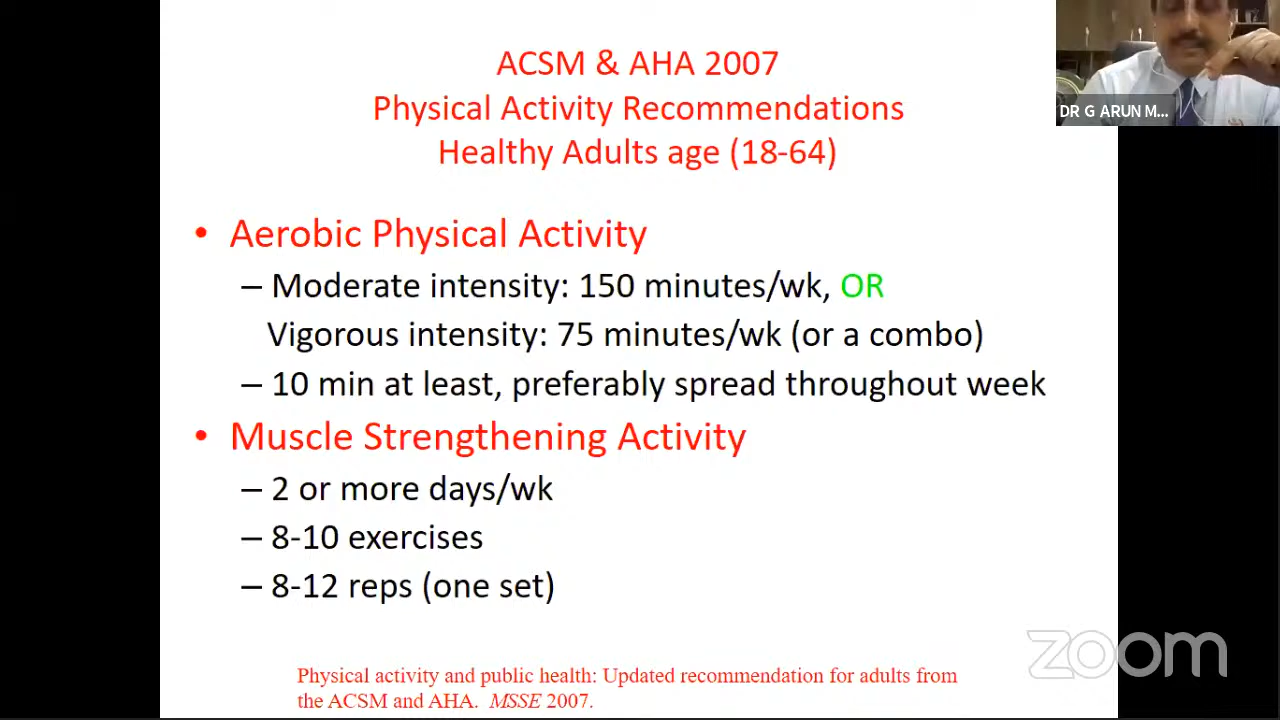 ACSM & AHA 2007
Physical Activity Recommendations
Healthy Adults age (18-64)
DR G ARUN M...
• Aerobic Physical Activity
– Moderate intensity: 150 minutes/wk, OR
Vigorous intensity: 75 minutes/wk (or a combo)
– 10 min at least, preferably spread throughout week
• Muscle Strengthening Activity
– 2 or more days/wk
– 8-10 exercises
– 8-12 reps (one set)
zoom
Physical activity and public health: Updated recommendation for adults from
the ACSM and AHA. MSSE 2007.